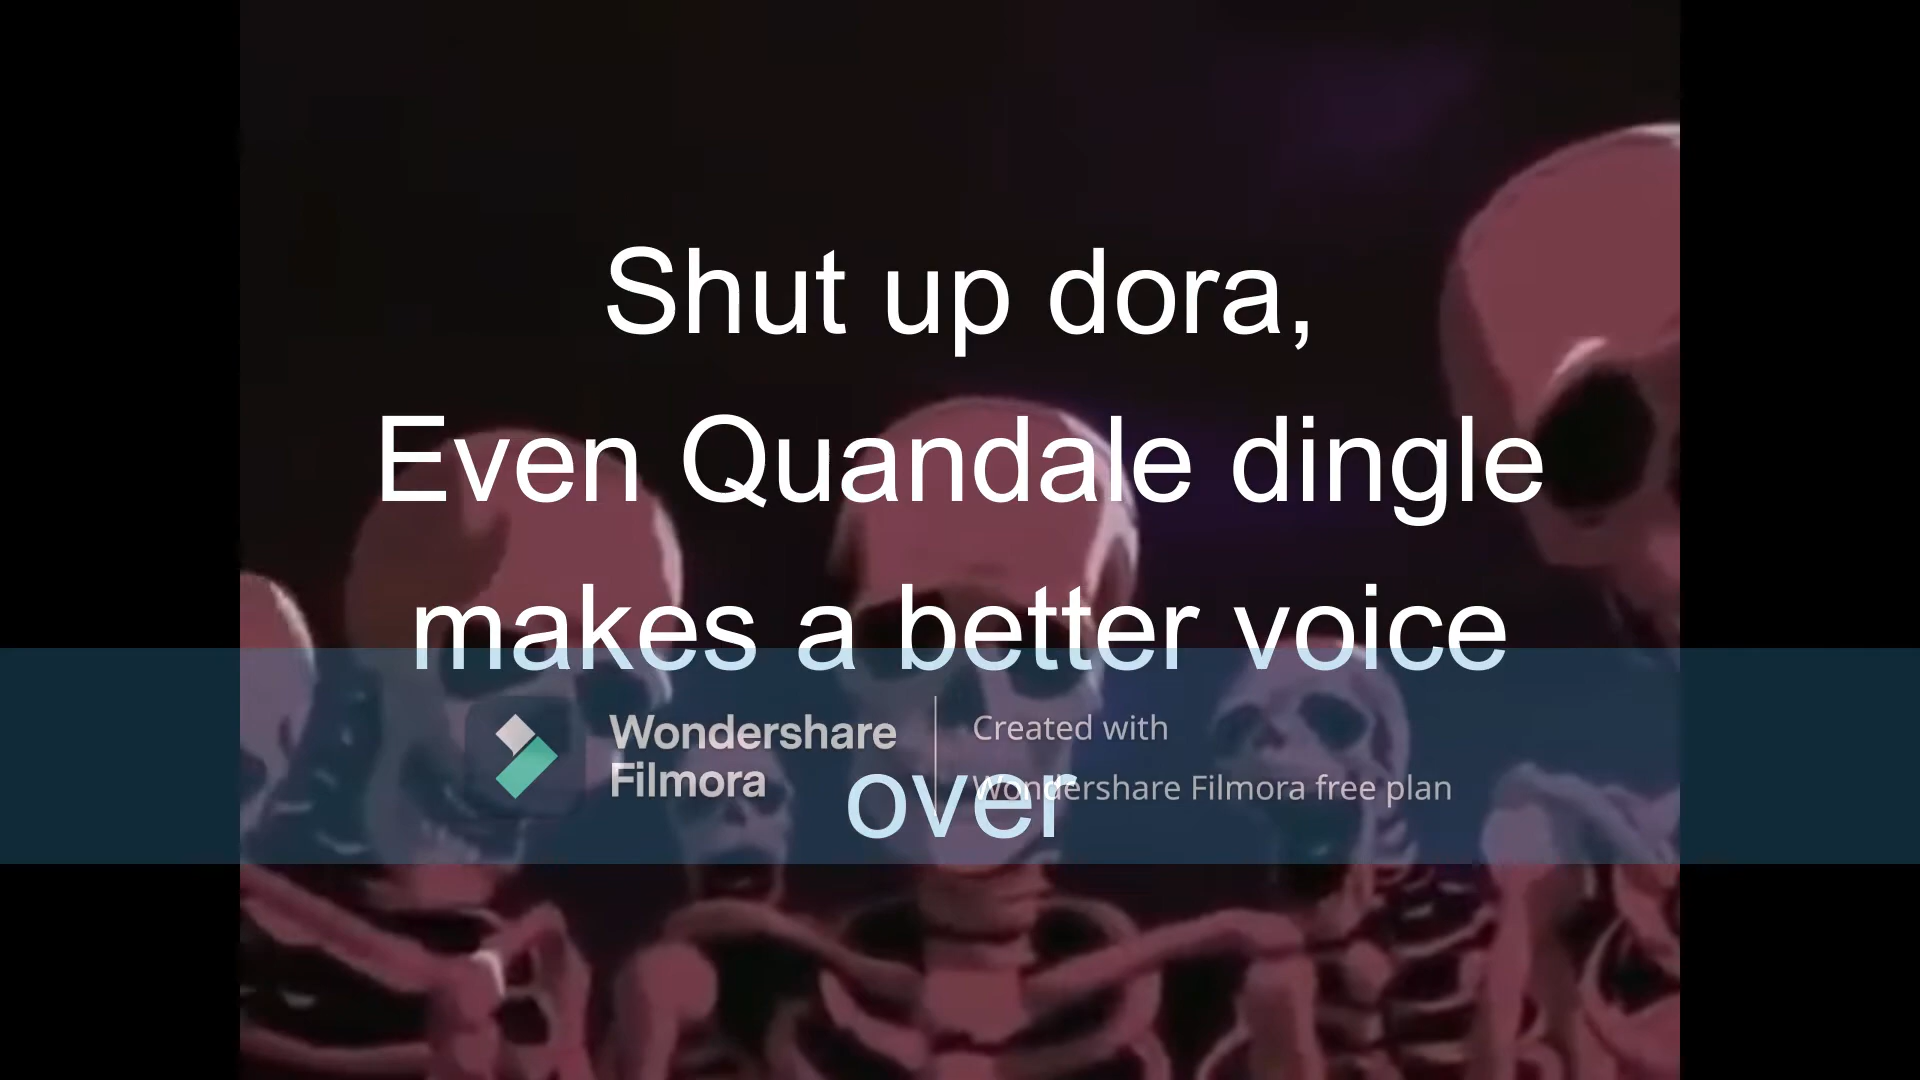 Shut up dora,
Even Quandale dingle
makes a better voice
over
Wondershare
Filmora
Created with
Wondershare Filmora free plan